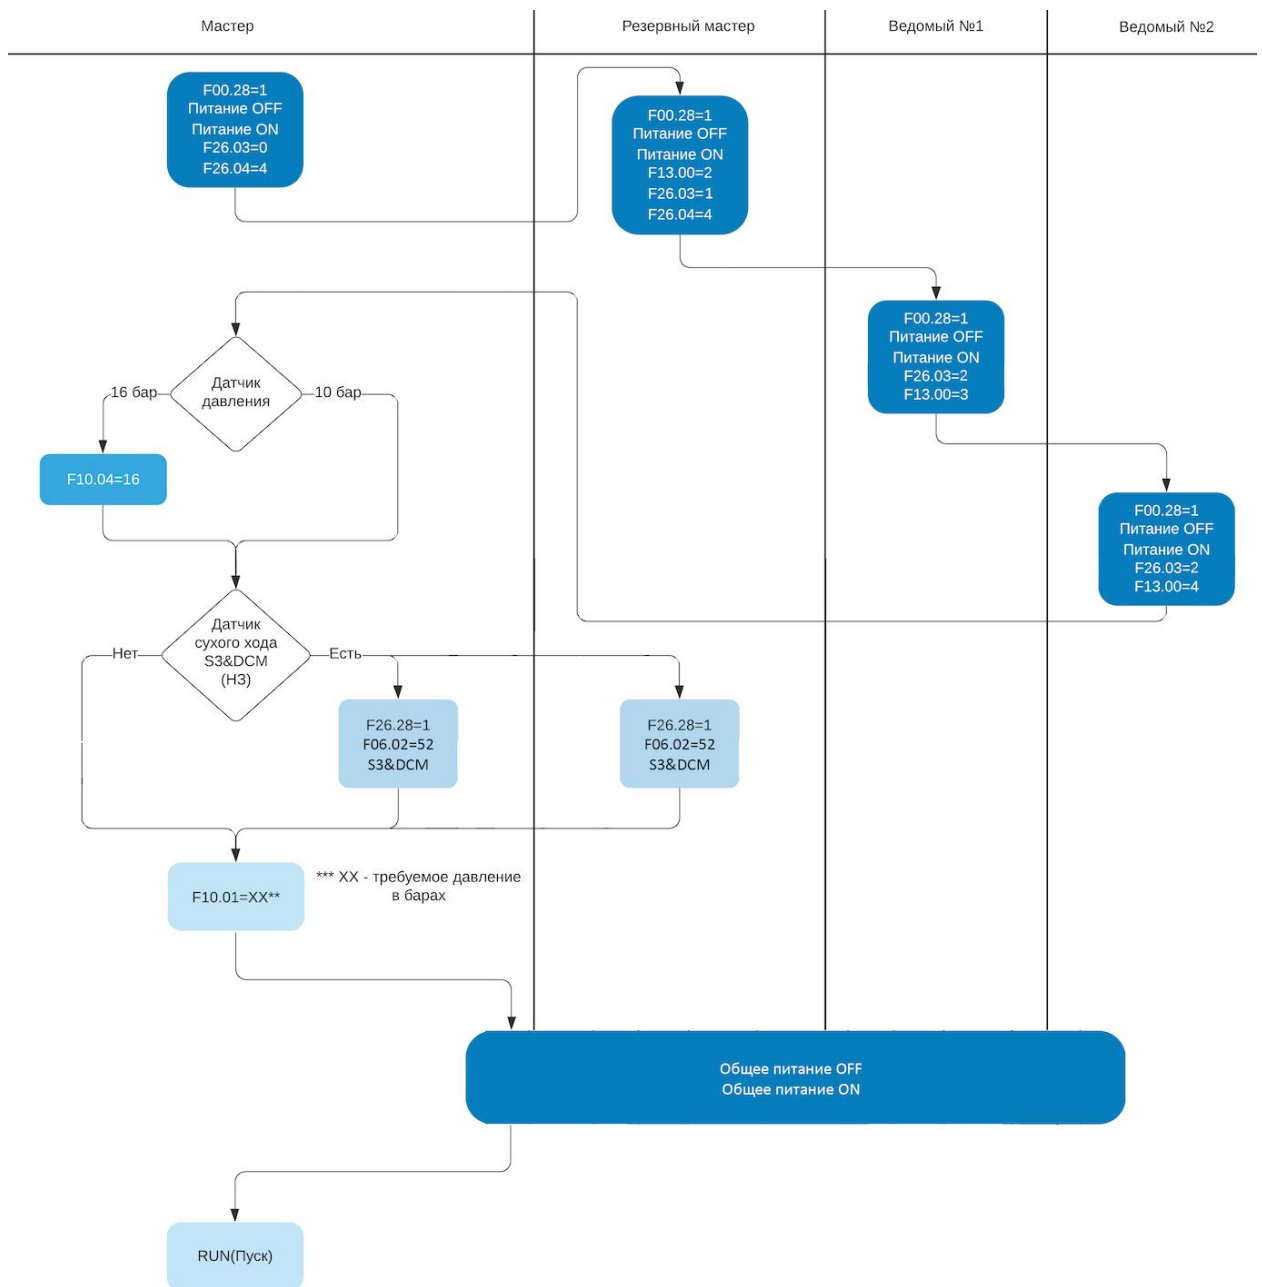 Мастер
Резервный мастер
Ведомый №1
Ведомый №2
F00.28=1
Питание OFF
Питание ON
F26.03=0
F26.04=4
F00.28=1
Питание OFF
Питание ON
F13.00=2
F26.03=1
F26.04=4
F00.28=1
Питание OFF
Питание ON
F26.03=2
F13.00=3
F00.28=1
Питание OFF
Питание ON
F26.03=2
F13.00=4
Датчик
давления
16 бар
10 бар
F10.04=16
Датчик
сухого хода
S3&DCM
(НЗ)
Нет
Есть
F26.28=1
F06.02=52
S3&DCM
F26.28=1
F06.02=52
S3&DCM
F10.01=XX**
*** XX - требуемое давление
в барах
Общее питание OFF
Общее питание ON
RUN(Пуск)